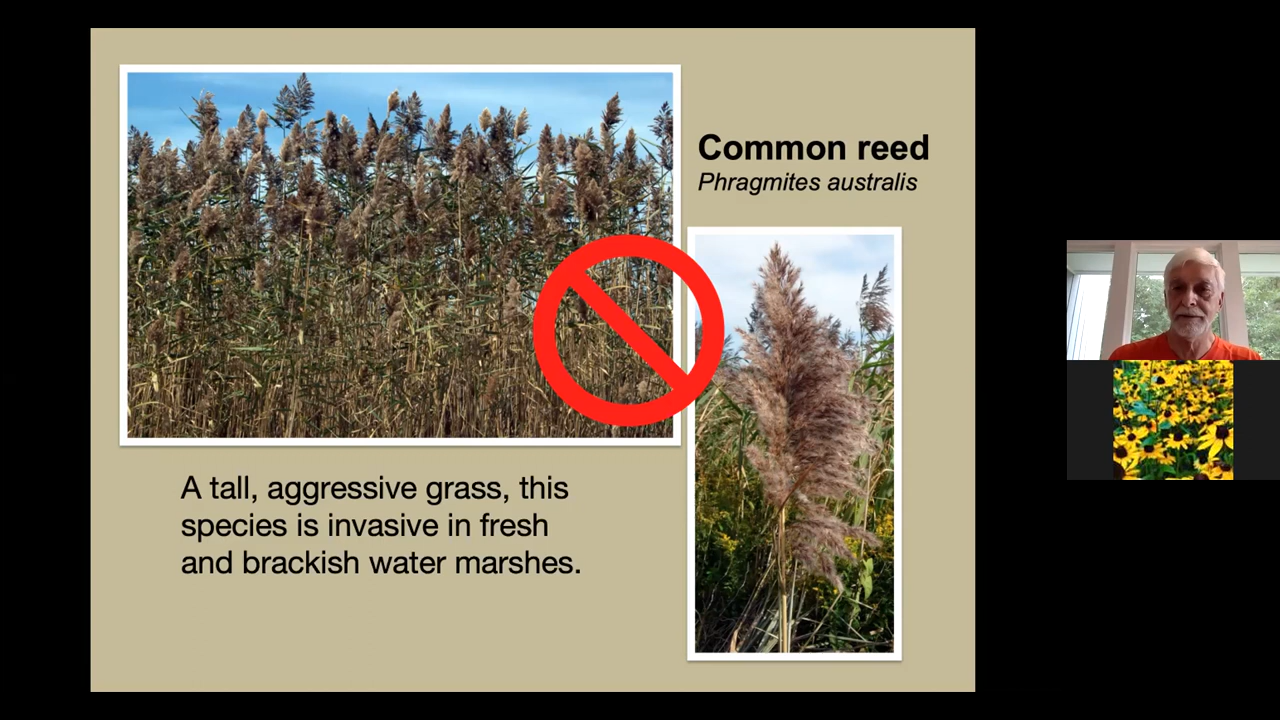 Common reed
Phragmites australis
A tall, aggressive grass, this
species is invasive in fresh
and brackish water marshes.